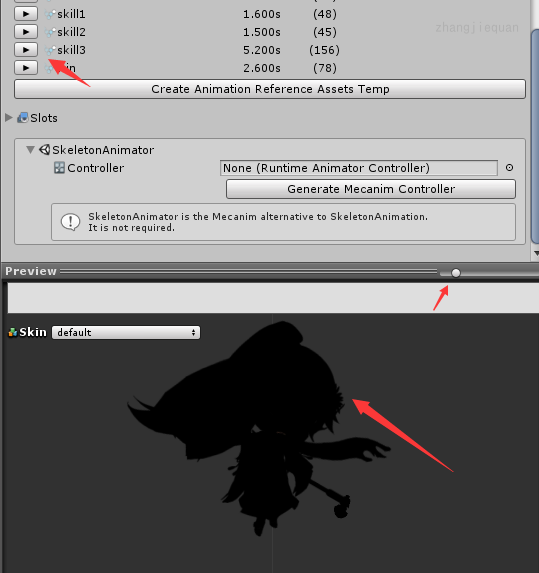 skill1 1.600s (48)
zhangjiequan
skill2 1.500s (45)
skill3 5.200s (156)
2.600s (78)
Create Animation Reference Assets Temp
Slots
SkeletonAnimator
Controller None (Runtime Animator Controller)
Generate Mecanim Controller
SkeletonAnimator is the Mecanim alternative to SkeletonAnimation.
It is not required.
Preview
Skin default